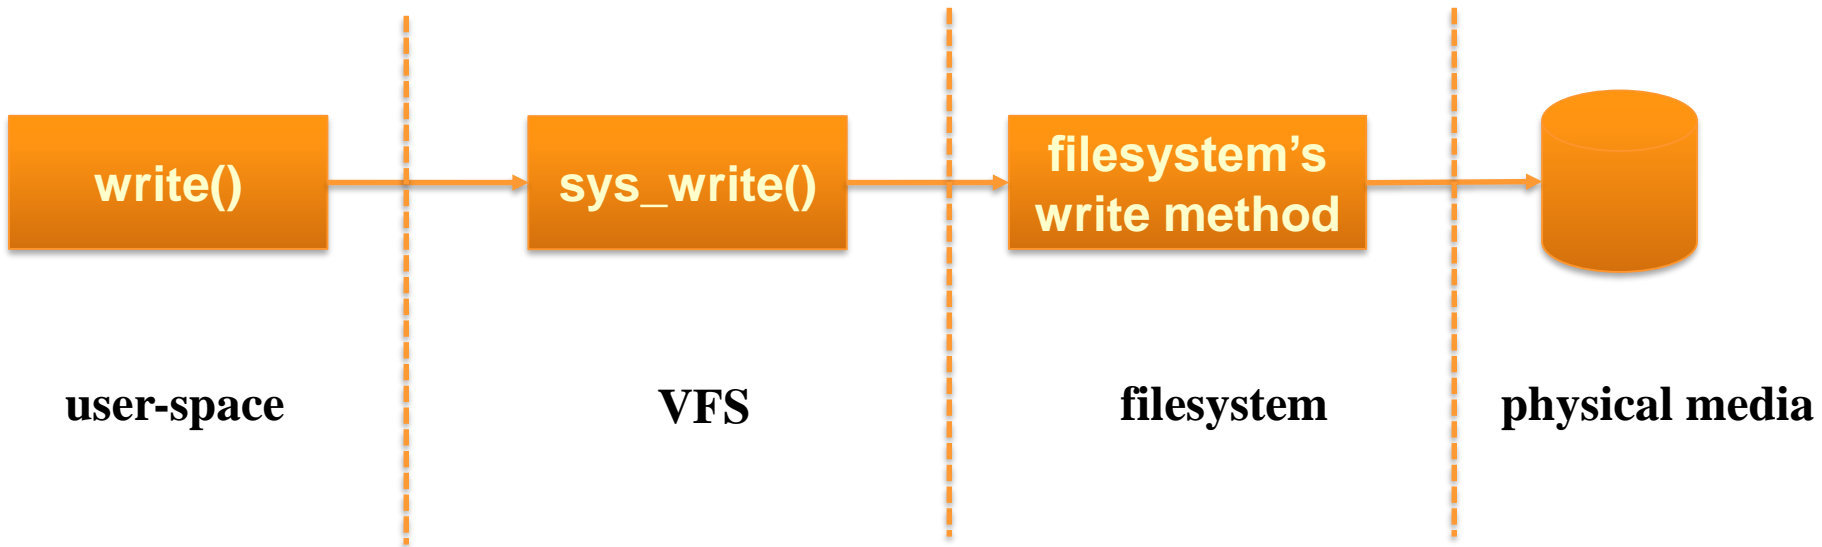 write()
sys_write()
filesystem’s
write method
user-space
VFS
filesystem
physical media